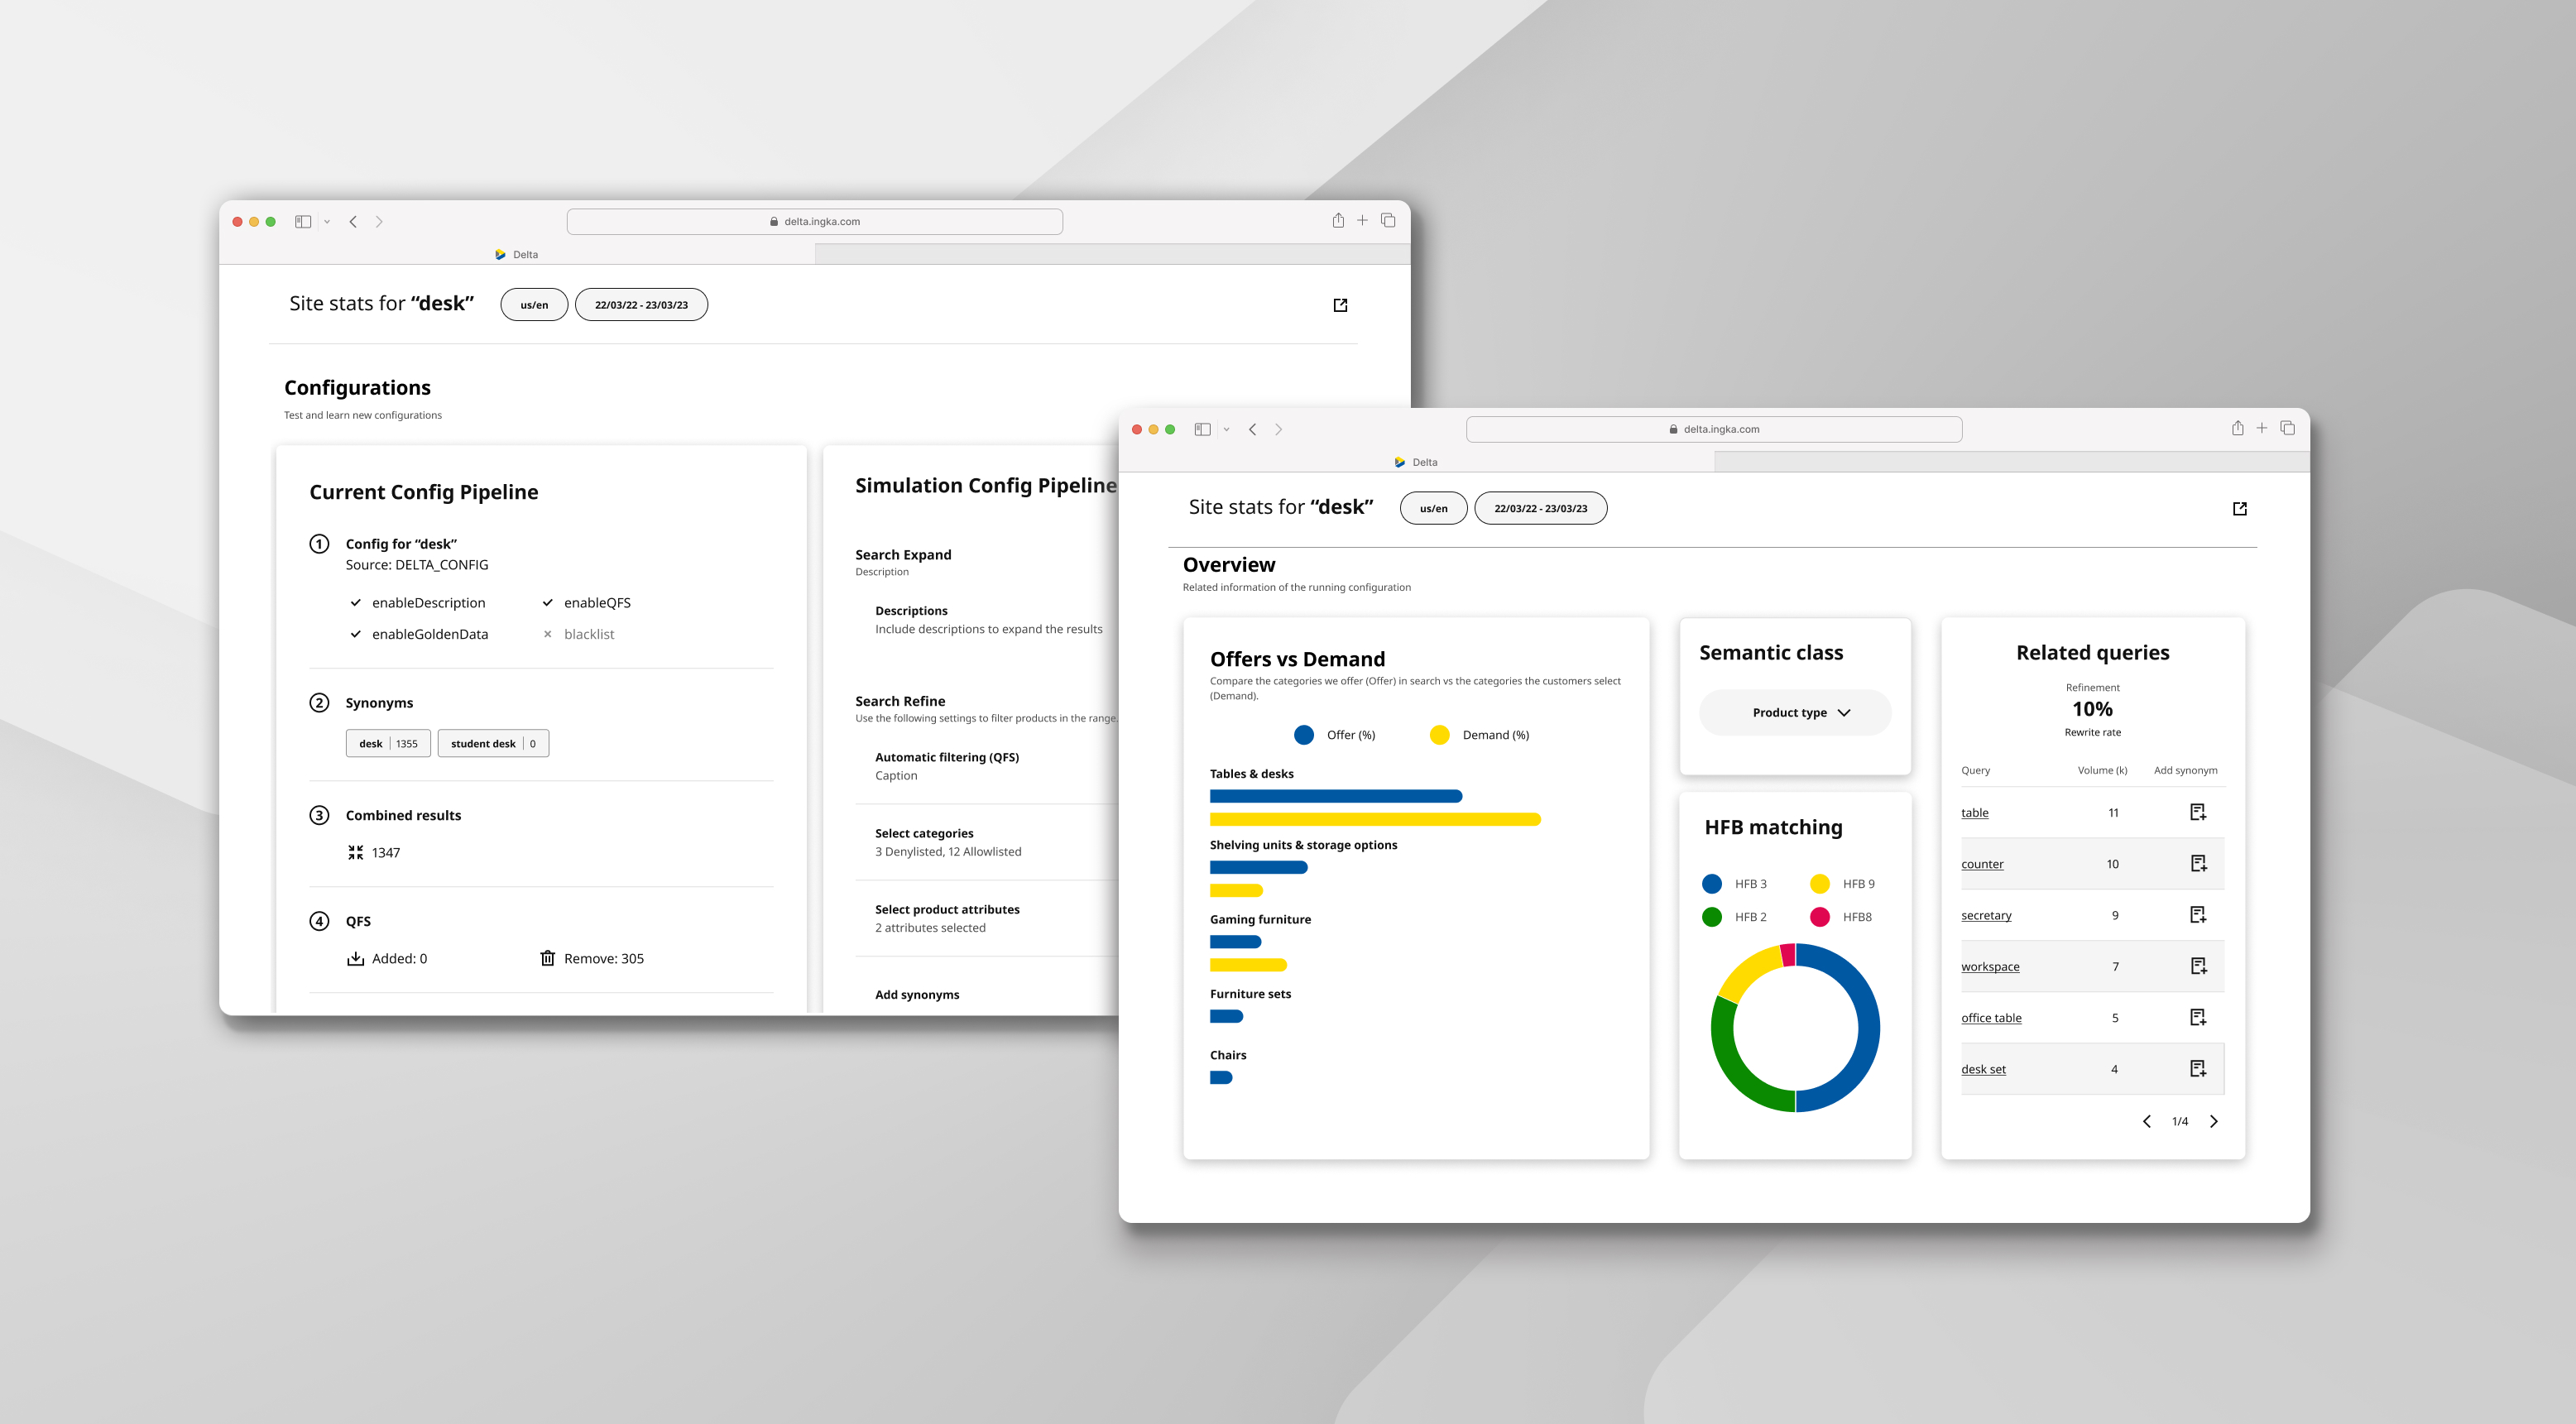 delta.ingka.com
Delta
Site stats for “desk”
us/en
22/03/22 - 23/03/23
Configurations
Test and learn new configurations
Current Config Pipeline
1
Config for “desk”
Source: DELTA_CONFIG
enableDescription
enableQFS
enableGoldenData
blacklist
2
Synonyms
desk | 1355
student desk | 0
3
Combined results
1347
4
QFS
Added: 0
Remove: 305
Simulation Config Pipeline
Search Expand
Description
Descriptions
Include descriptions to expand the results
Search Refine
Use the following settings to filter products in the range.
Automatic filtering (QFS)
Caption
Select categories
3 Denylisted, 12 Allowlisted
Select product attributes
2 attributes selected
Add synonyms
delta.ingka.com
Delta
Site stats for “desk”
us/en
22/03/22 - 23/03/23
Overview
Related information of the running configuration
Offers vs Demand
Compare the categories we offer (Offer) in search vs the categories the customers select
(Demand).
Offer (%)
Demand (%)
Tables & desks
Shelving units & storage options
Gaming furniture
Furniture sets
Chairs
Semantic class
Product type
HFB matching
HFB 3
HFB 9
HFB 2
HFB8
Related queries
Refinement
10%
Rewrite rate
Query Volume (k) Add synonym
table 11
counter 10
secretary 9
workspace 7
office table 5
desk set 4
1/4